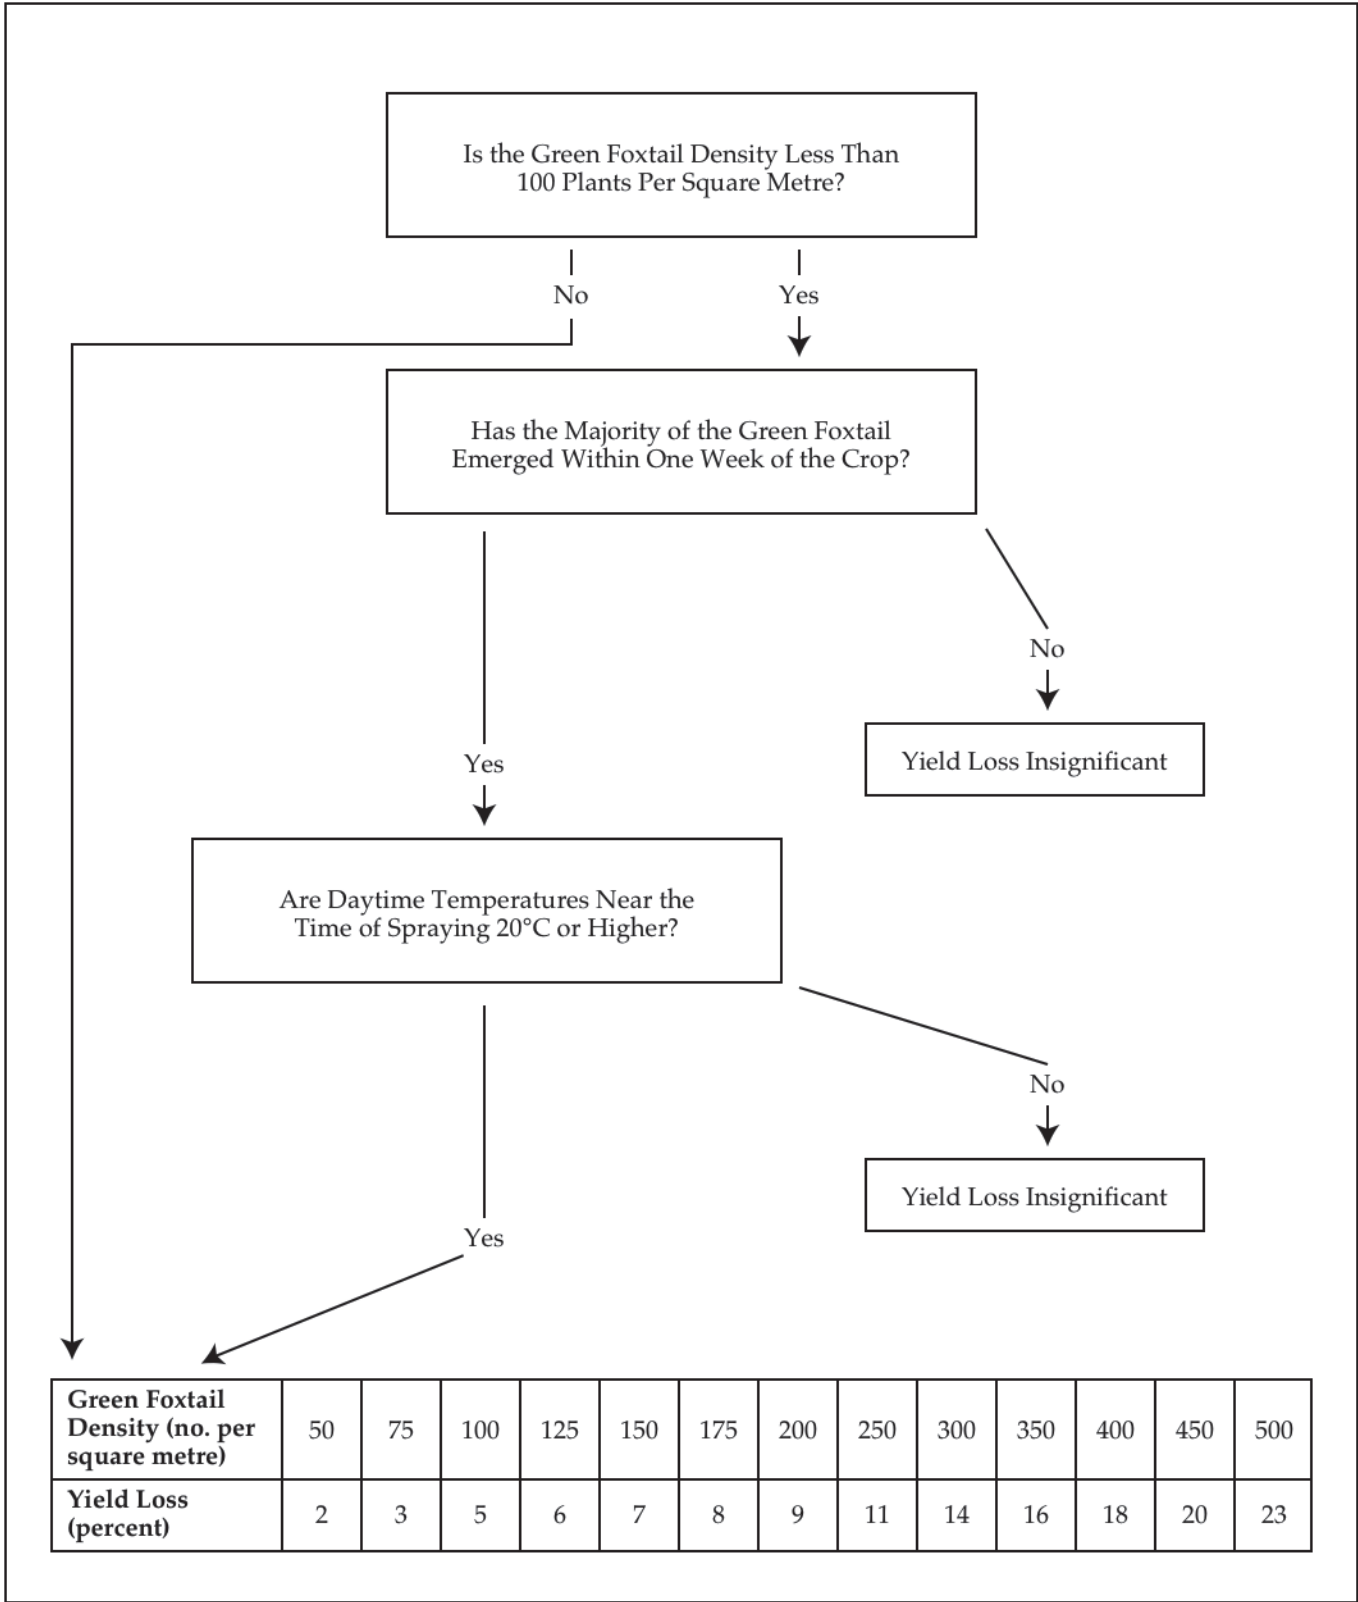 Is the Green Foxtail Density Less Than
100 Plants Per Square Metre?
No
Yes
Has the Majority of the Green Foxtail
Emerged Within One Week of the Crop?
No
Yield Loss Insignificant
Yes
Are Daytime Temperatures Near the
Time of Spraying 20°C or Higher?
No
Yield Loss Insignificant
Yes
Green Foxtail
Density (no. per
square metre)
50 75 100 125 150 175 200 250 300 350 400 450 500
Yield Loss
(percent)
2 3 5 6 7 8 9 11 14 16 18 20 23